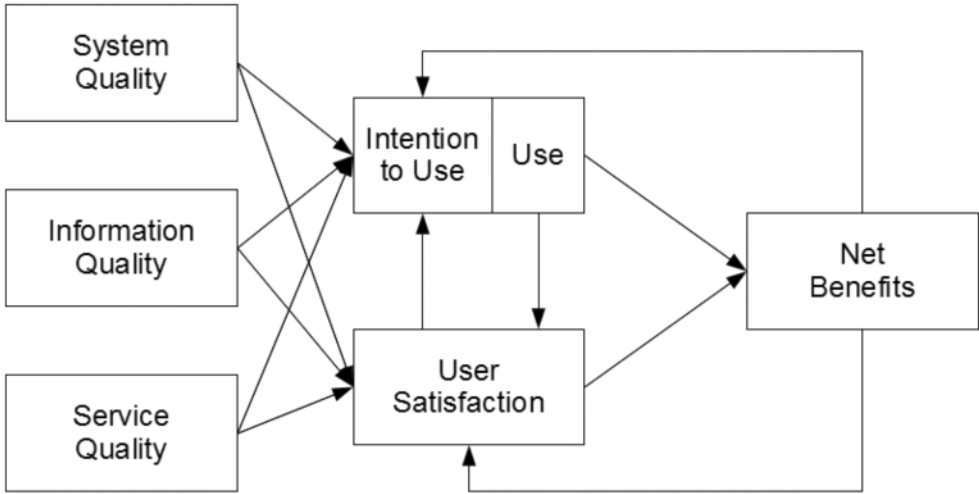 System
Quality
Information
Quality
Service
Quality
Intention
to Use
Use
User
Satisfaction
Net
Benefits